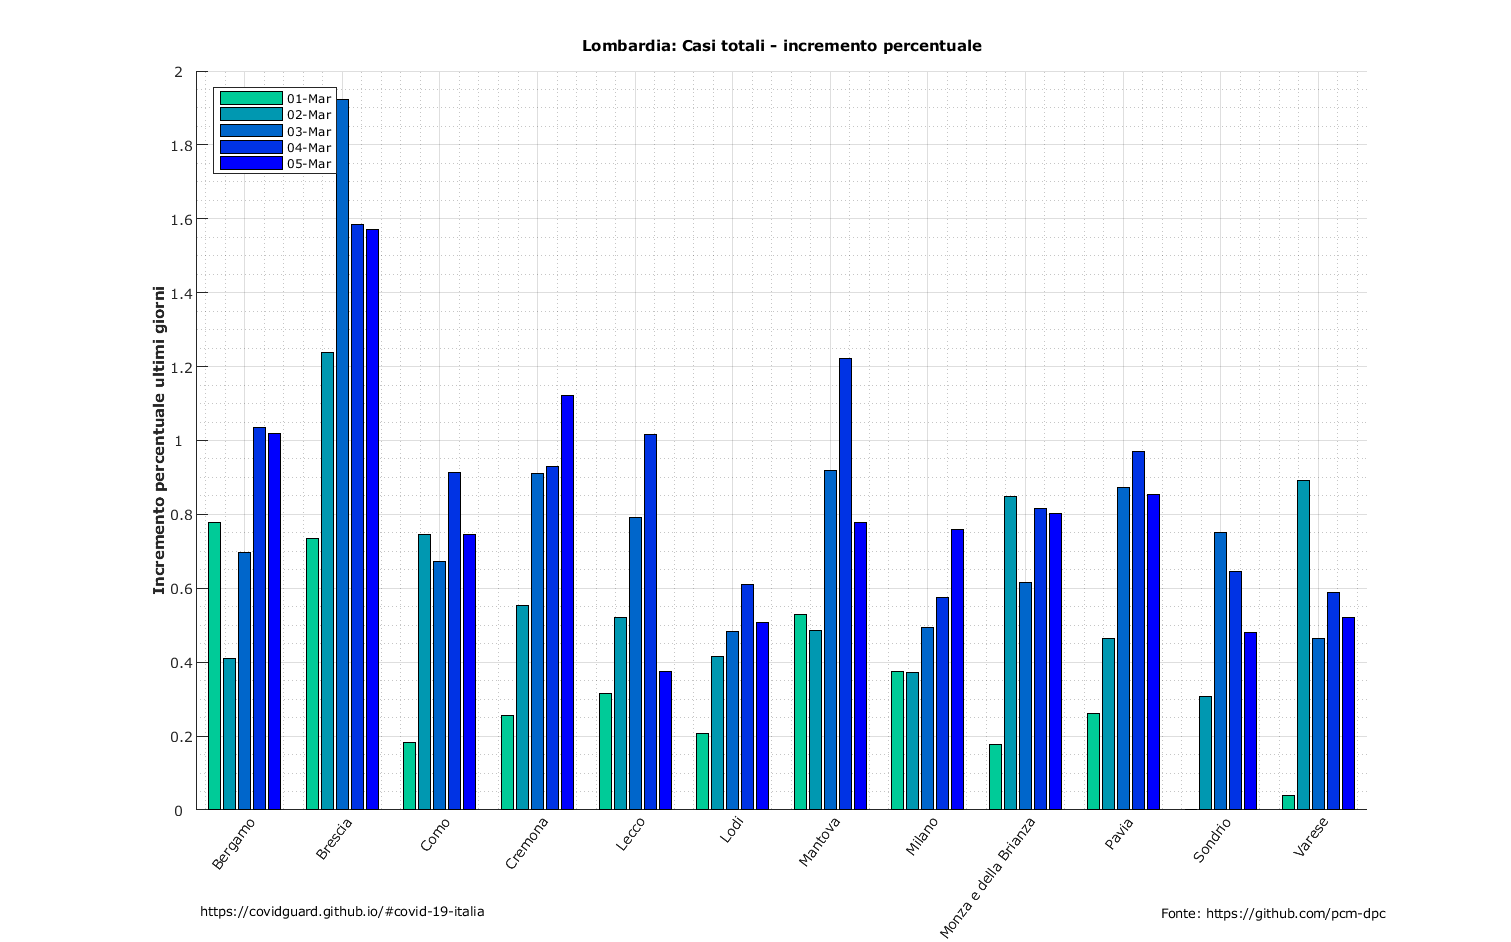 Lombardia: Casi totali - incremento percentuale
Incremento percentuale ultimi giorni
2
1.8
1.6
1.4
1.2
1
0.8
0.6
0.4
0.2
0
01-Mar
02-Mar
03-Mar
04-Mar
05-Mar
Bergamo
Brescia
Como
Cremona
Lecco
Lodi
Mantova
Milano
Monza e della Brianza
Pavia
Sondrio
Varese
https://covidguard.github.io/#covid-19-italia
Fonte: https://github.com/pcm-dpc